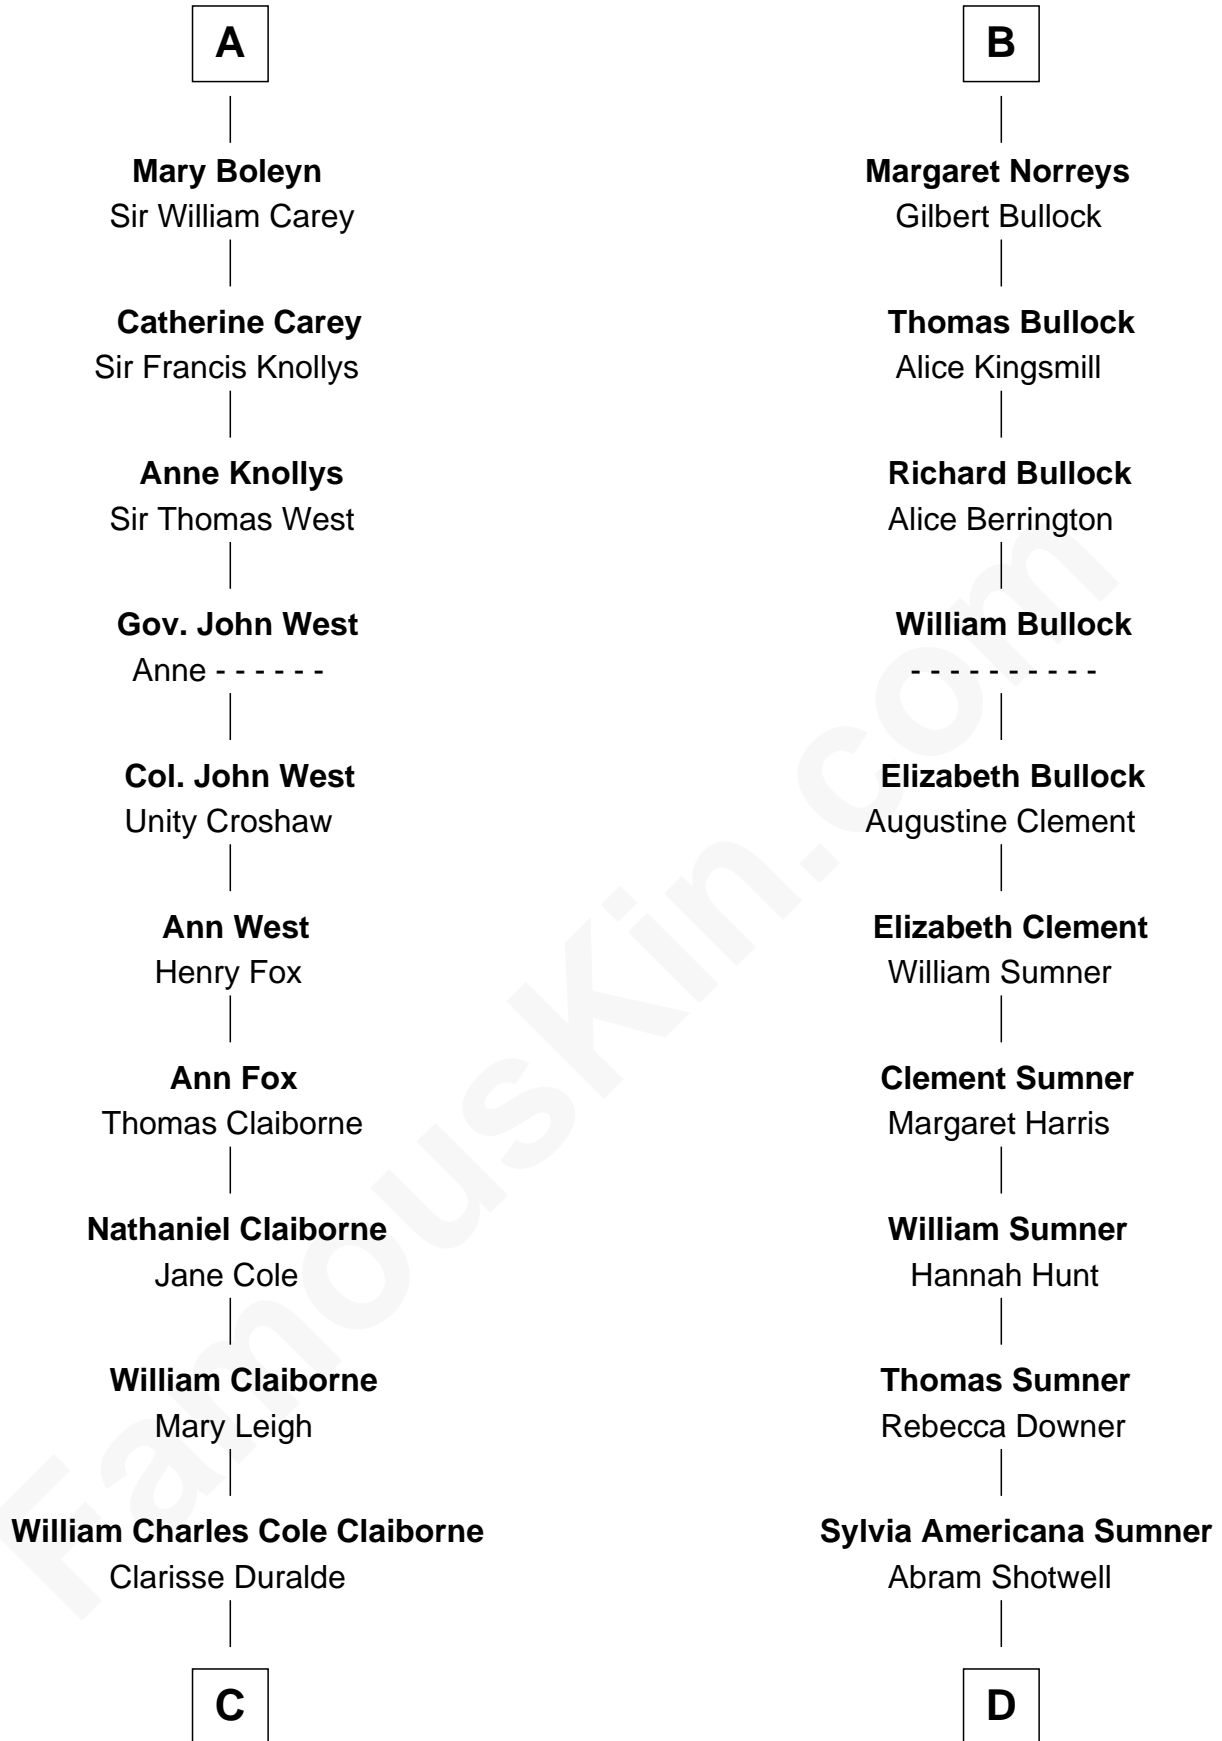 A
Mary Boleyn
Sir William Carey
Catherine Carey
Sir Francis Knollys
Anne Knollys
Sir Thomas West
Gov. John West
Anne - - - - - -
Col. John West
Unity Croshaw
Ann West
Henry Fox
Ann Fox
Thomas Claiborne
Nathaniel Claiborne
Jane Cole
William Claiborne
Mary Leigh
William Charles Cole Claiborne
Clarisse Duralde
C
B
Margaret Norreys
Gilbert Bullock
Thomas Bullock
Alice Kingsmill
Richard Bullock
Alice Berrington
William Bullock
- - - - - - - - - -
Elizabeth Bullock
Augustine Clement
Elizabeth Clement
William Sumner
Clement Sumner
Margaret Harris
William Sumner
Hannah Hunt
Thomas Sumner
Rebecca Downer
Sylvia Americana Sumner
Abram Shotwell
D
FamousKin.com